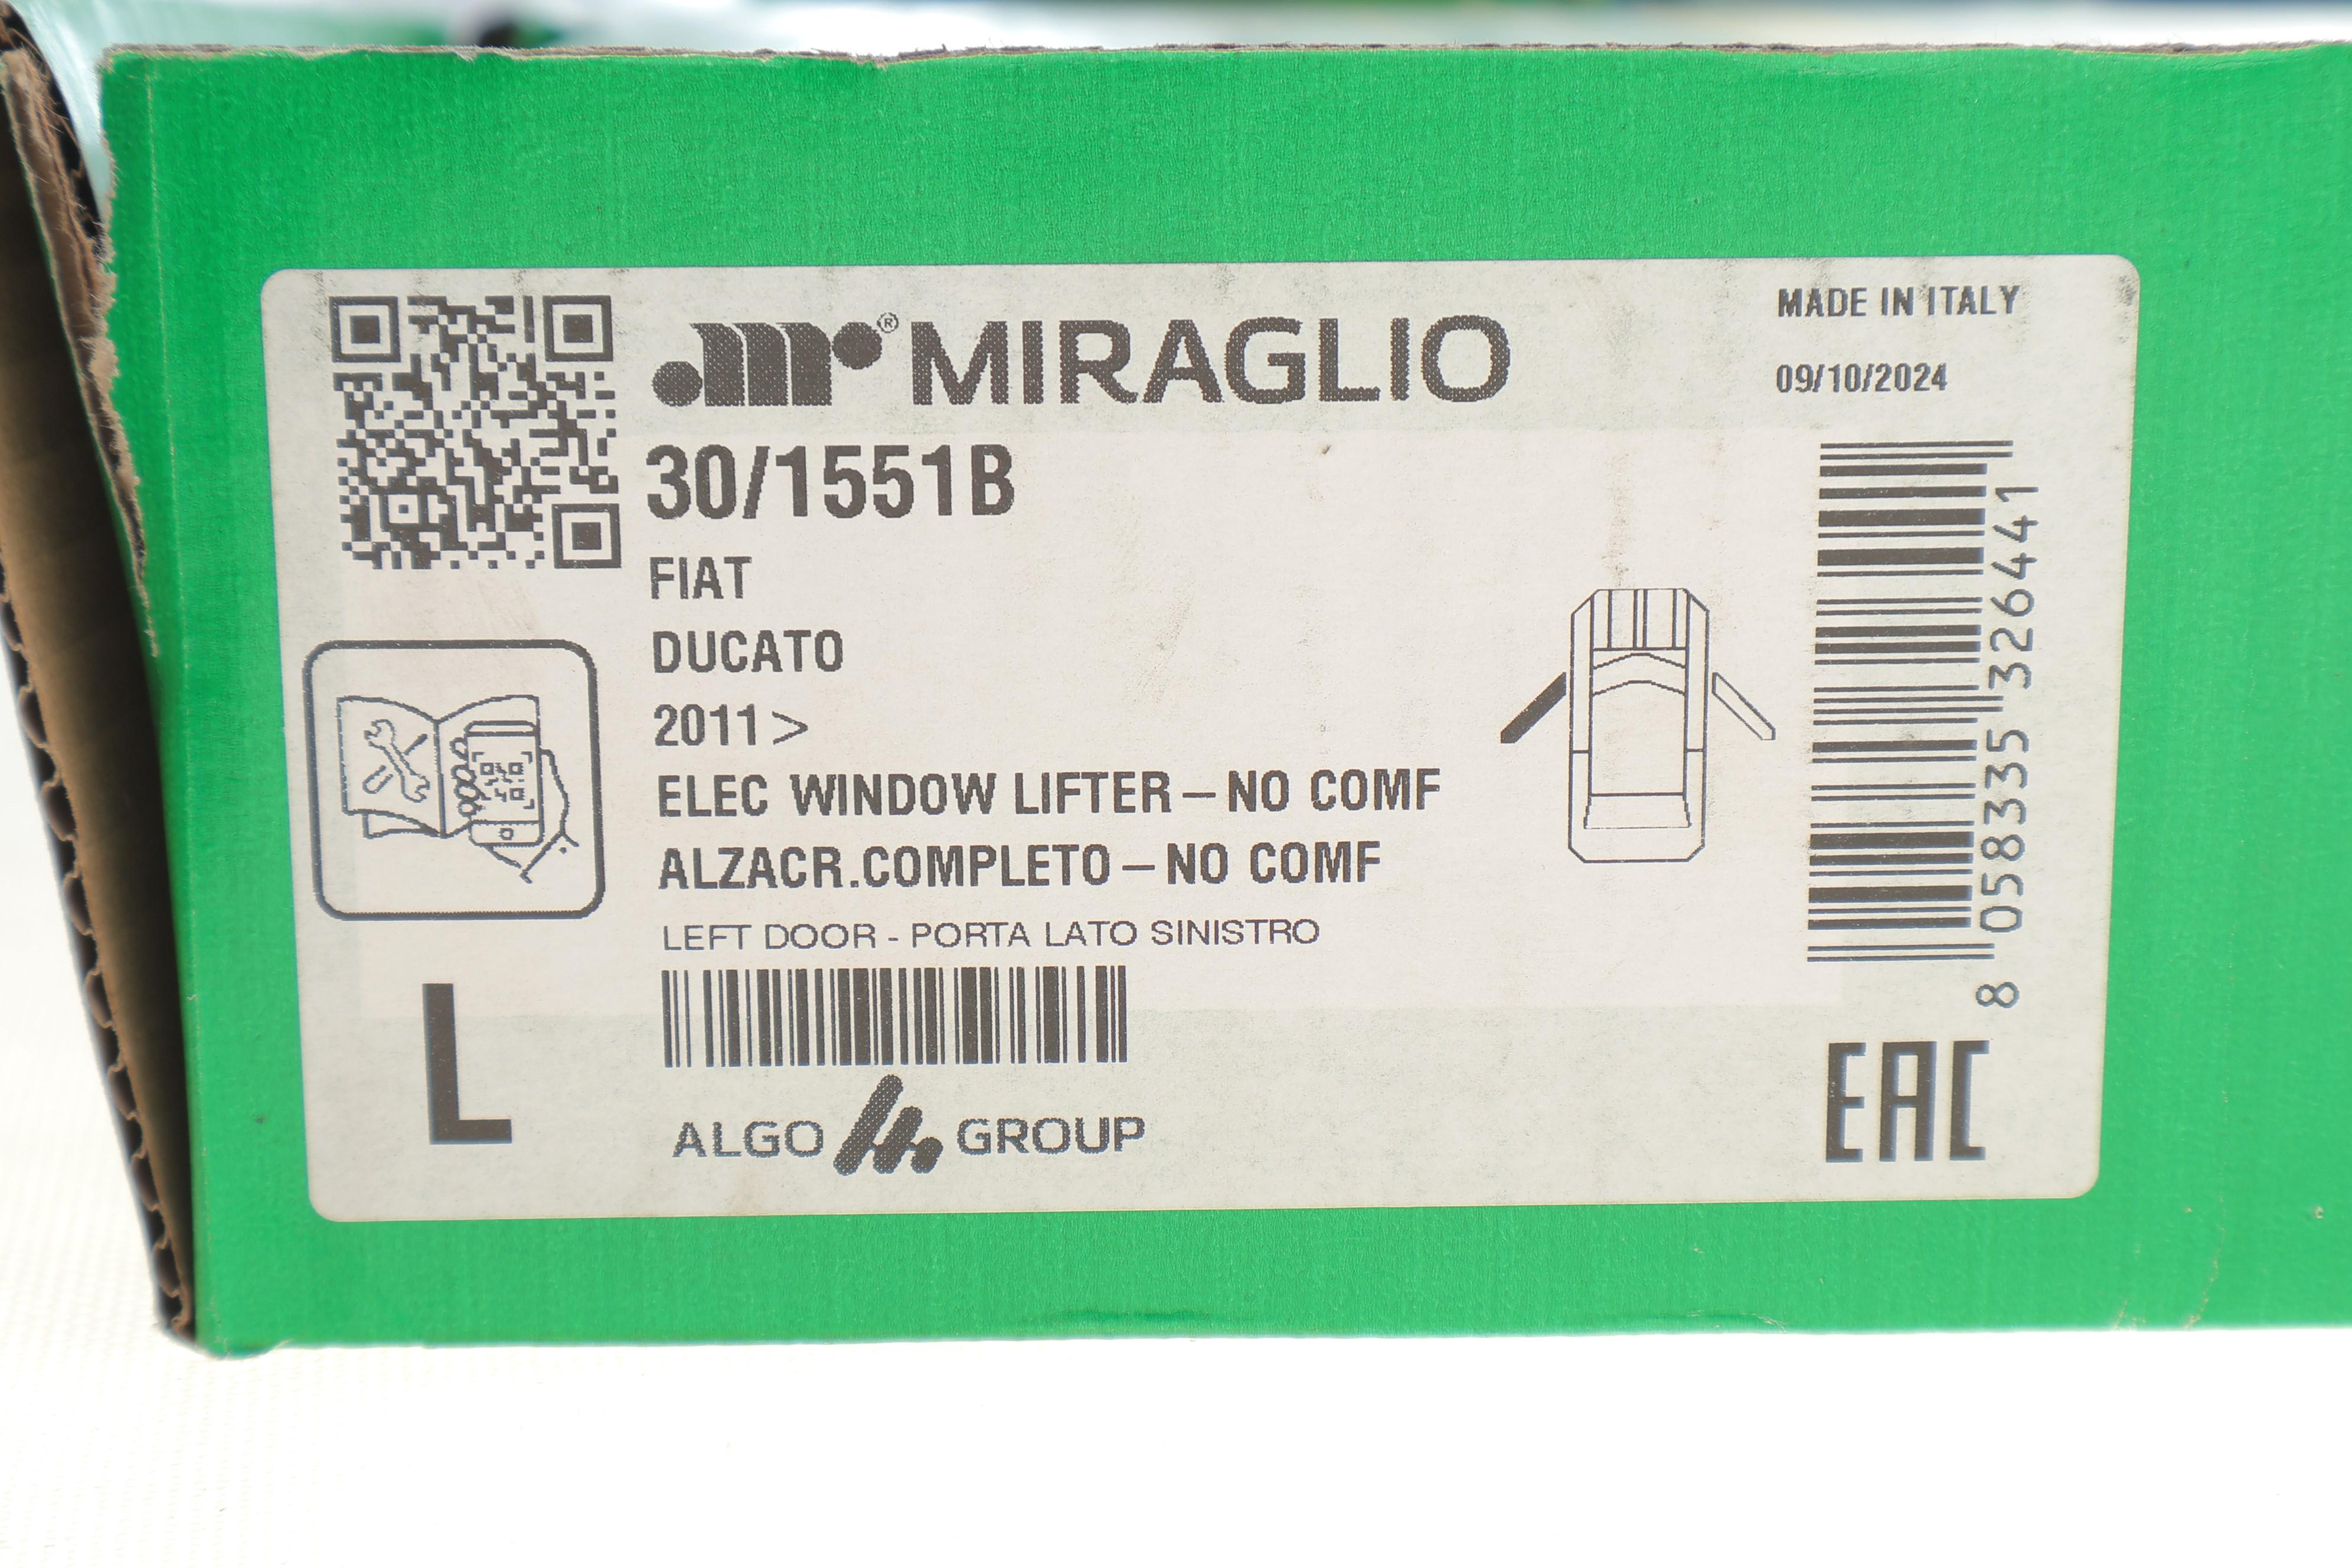 ® MIRAGLIO
MADE IN ITALY
09/10/2024
30/1551B
FIAT
DUCATO
2011>
ELEC WINDOW LIFTER – NO COMF
ALZACR.COMPLETO – NO COMF
LEFT DOOR - PORTA LATO SINISTRO
L
ALGO GROUP
8 058335 326441
EAC